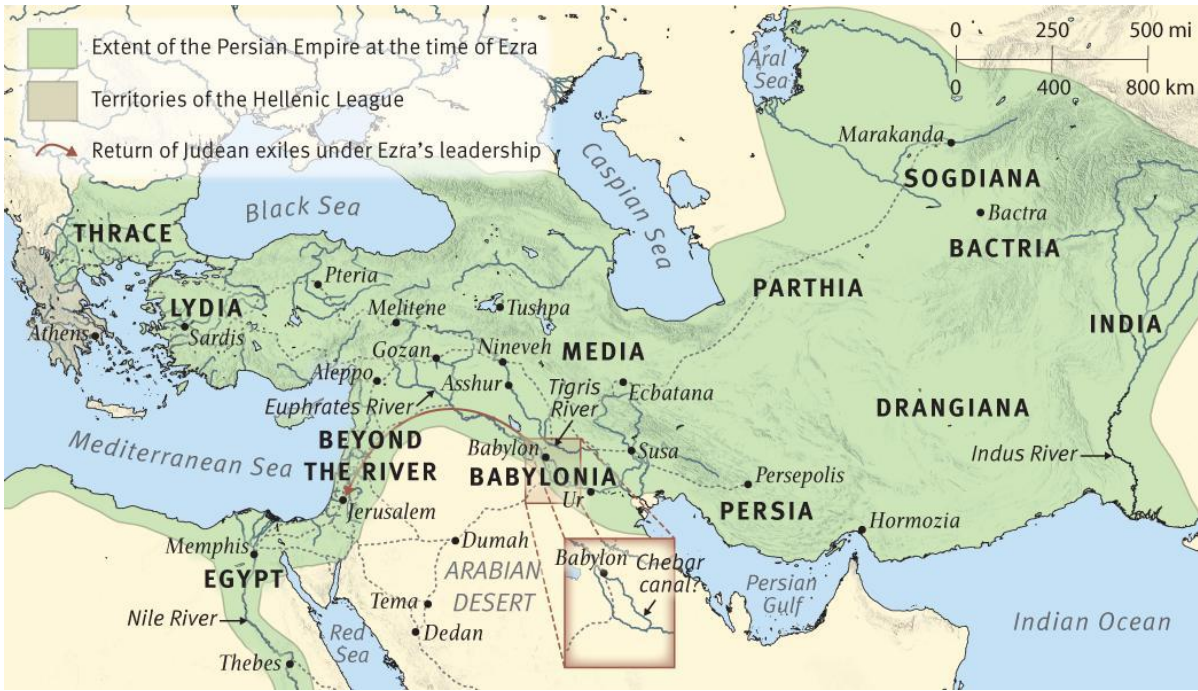 Extent of the Persian Empire at the time of Ezra
Territories of the Hellenic League
Return of Judean exiles under Ezra's leadership
0 250 500 mi
0 400 800 km
Aral
Sea
Caspian Sea
Black Sea
Marakanda
SOGDIANA
Bactra
BACTRIA
THRACE
Pteria
PARTHIA
LYDIA
Sardis
Melitene
Tushpa
INDIA
Athens
Gozan
Nineveh
MEDIA
Aleppo
Asshur
Tigris
River
Ecbatana
Euphrates River
DRANGIANA
Mediterranean Sea
BEYOND
THE RIVER
Babylon
BABYLONIA
Susa
Indus River
Ur
Persepolis
PERSIA
Jerusalem
Hormozia
Memphis
EGYPT
Dumah
ARABIAN
DESERT
Babylon
Chebar
canal?
Persian
Gulf
Nile River
Tema
Dedan
Red
Sea
Indian Ocean
Thebes